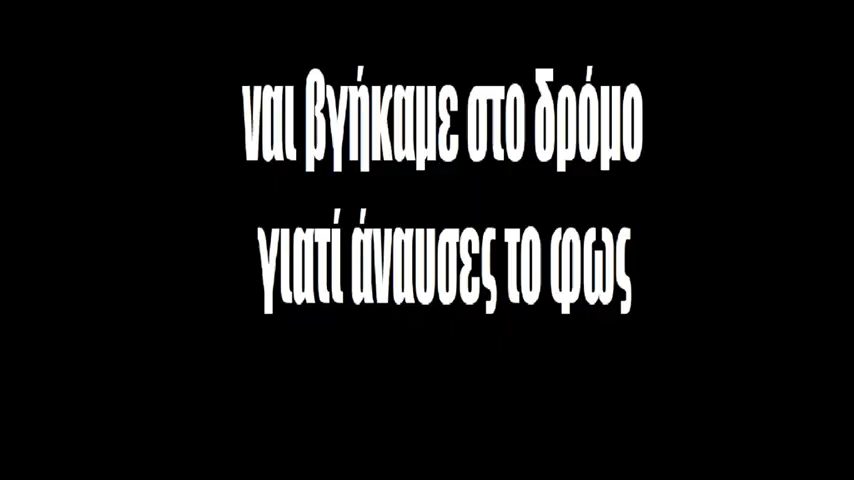 ναι βγήκαμε στο δρόμο
γιατί άναυσες το φως